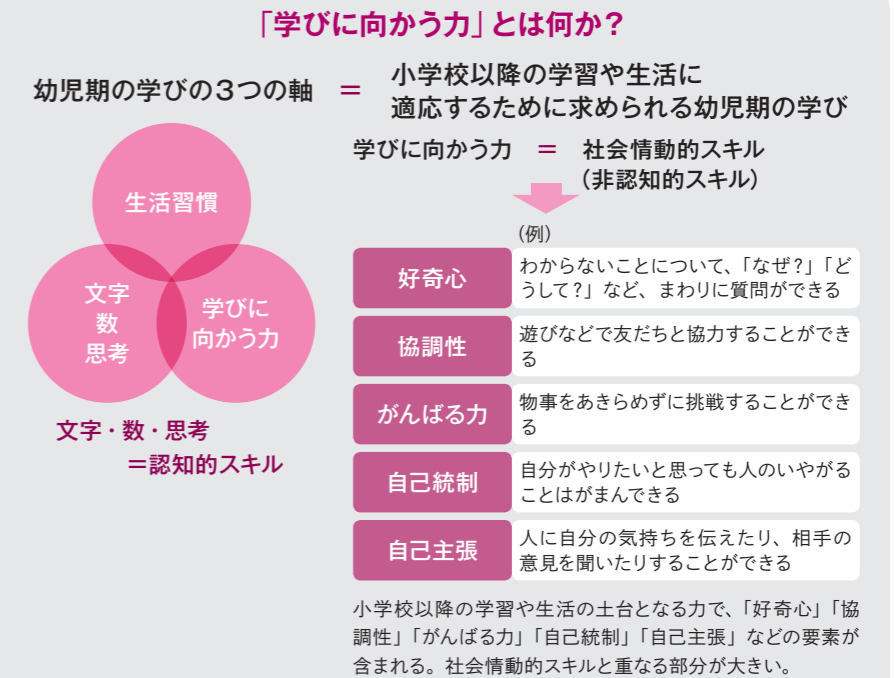 「学びに向かう力」とは何か？
幼児期の学びの３つの軸 ＝ 小学校以降の学習や生活に
適応するために求められる幼児期の学び
生活習慣
文字
数
思考
学びに
向かう力
文字・数・思考
＝認知的スキル
学びに向かう力 ＝ 社会情動的スキル
（非認知的スキル）
（例）
好奇心
わからないことについて、「なぜ？」「ど
うして？」など、まわりに質問ができる
協調性
遊びなどで友だちと協力することができ
る
がんばる力
物事をあきらめずに挑戦することができ
る
自己統制
自分がやりたいと思っても人のいやがる
ことはがまんできる
自己主張
人に自分の気持ちを伝えたり、相手の
意見を聞いたりすることができる
小学校以降の学習や生活の土台となる力で、「好奇心」「協
調性」「がんばる力」「自己統制」「自己主張」などの要素が
含まれる。社会情動的スキルと重なる部分が大きい。